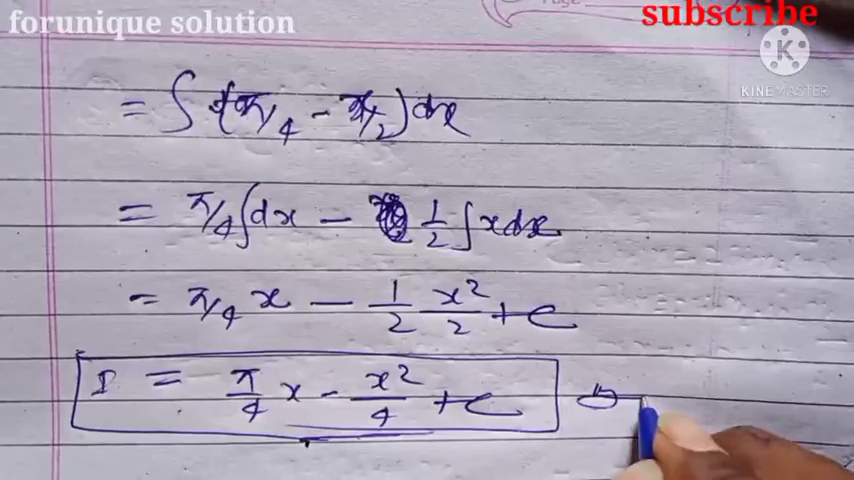 forunique solution
subscribe
KINEMASTER
= ∫ (π/4 - x/2) dx
= π/4 ∫dx - 1/2 ∫x dx
= π/4 x - 1/2 x²/2 + c
I = π/4 x - x²/4 + c